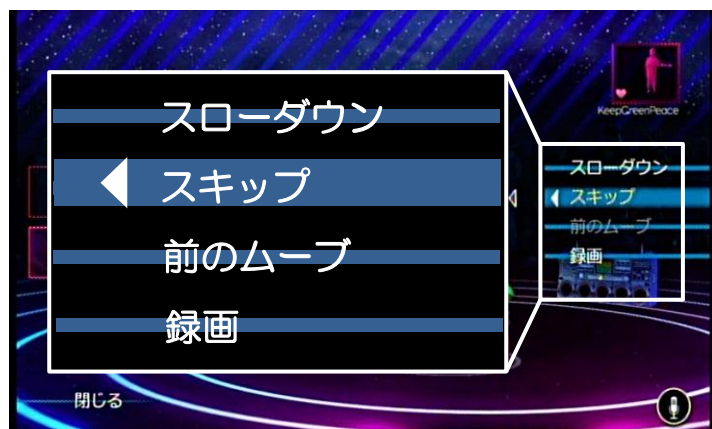 スローダウン
スキップ
前のムーブ
録画
KeepGreenPeace
スローダウン
スキップ
前のムーブ
録画
閉じる